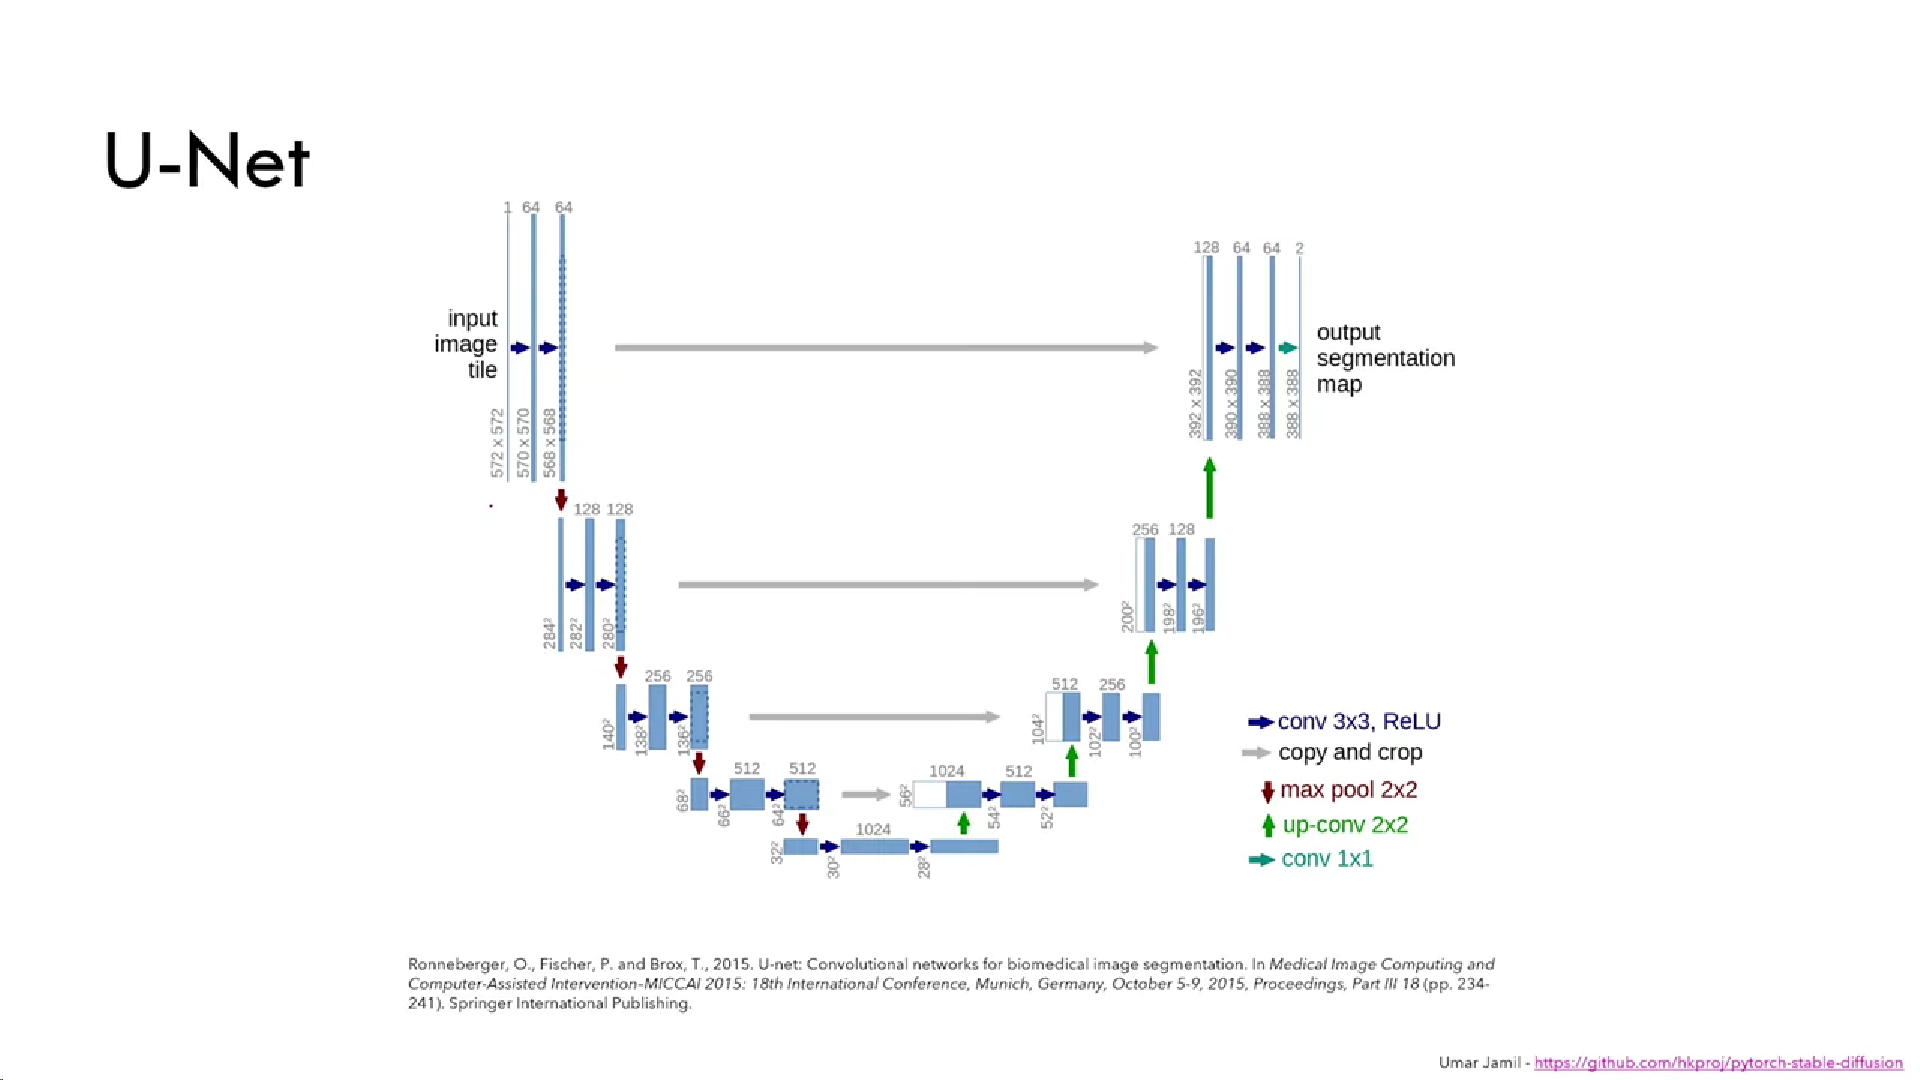 U-Net
1 64 64
128 64 64 2
input
image
tile
output
segmentation
map
572 x 572
570 x 570
568 x 568
392 x 392
390 x 390
388 x 388
388 x 388
128 128
256 128
284²
282²
280²
200²
198²
196²
256 256
512 256
140²
138²
136²
104²
102²
100²
512 512
1024 512
68²
66²
64²
56²
54²
52²
1024
32²
30²
28²
conv 3x3, ReLU
copy and crop
max pool 2x2
up-conv 2x2
conv 1x1
Ronneberger, O., Fischer, P. and Brox, T., 2015. U-net: Convolutional networks for biomedical image segmentation. In Medical Image Computing and
Computer-Assisted Intervention–MICCAI 2015: 18th International Conference, Munich, Germany, October 5-9, 2015, Proceedings, Part III 18 (pp. 234-
241). Springer International Publishing.
Umar Jamil - https://github.com/hkproj/pytorch-stable-diffusion